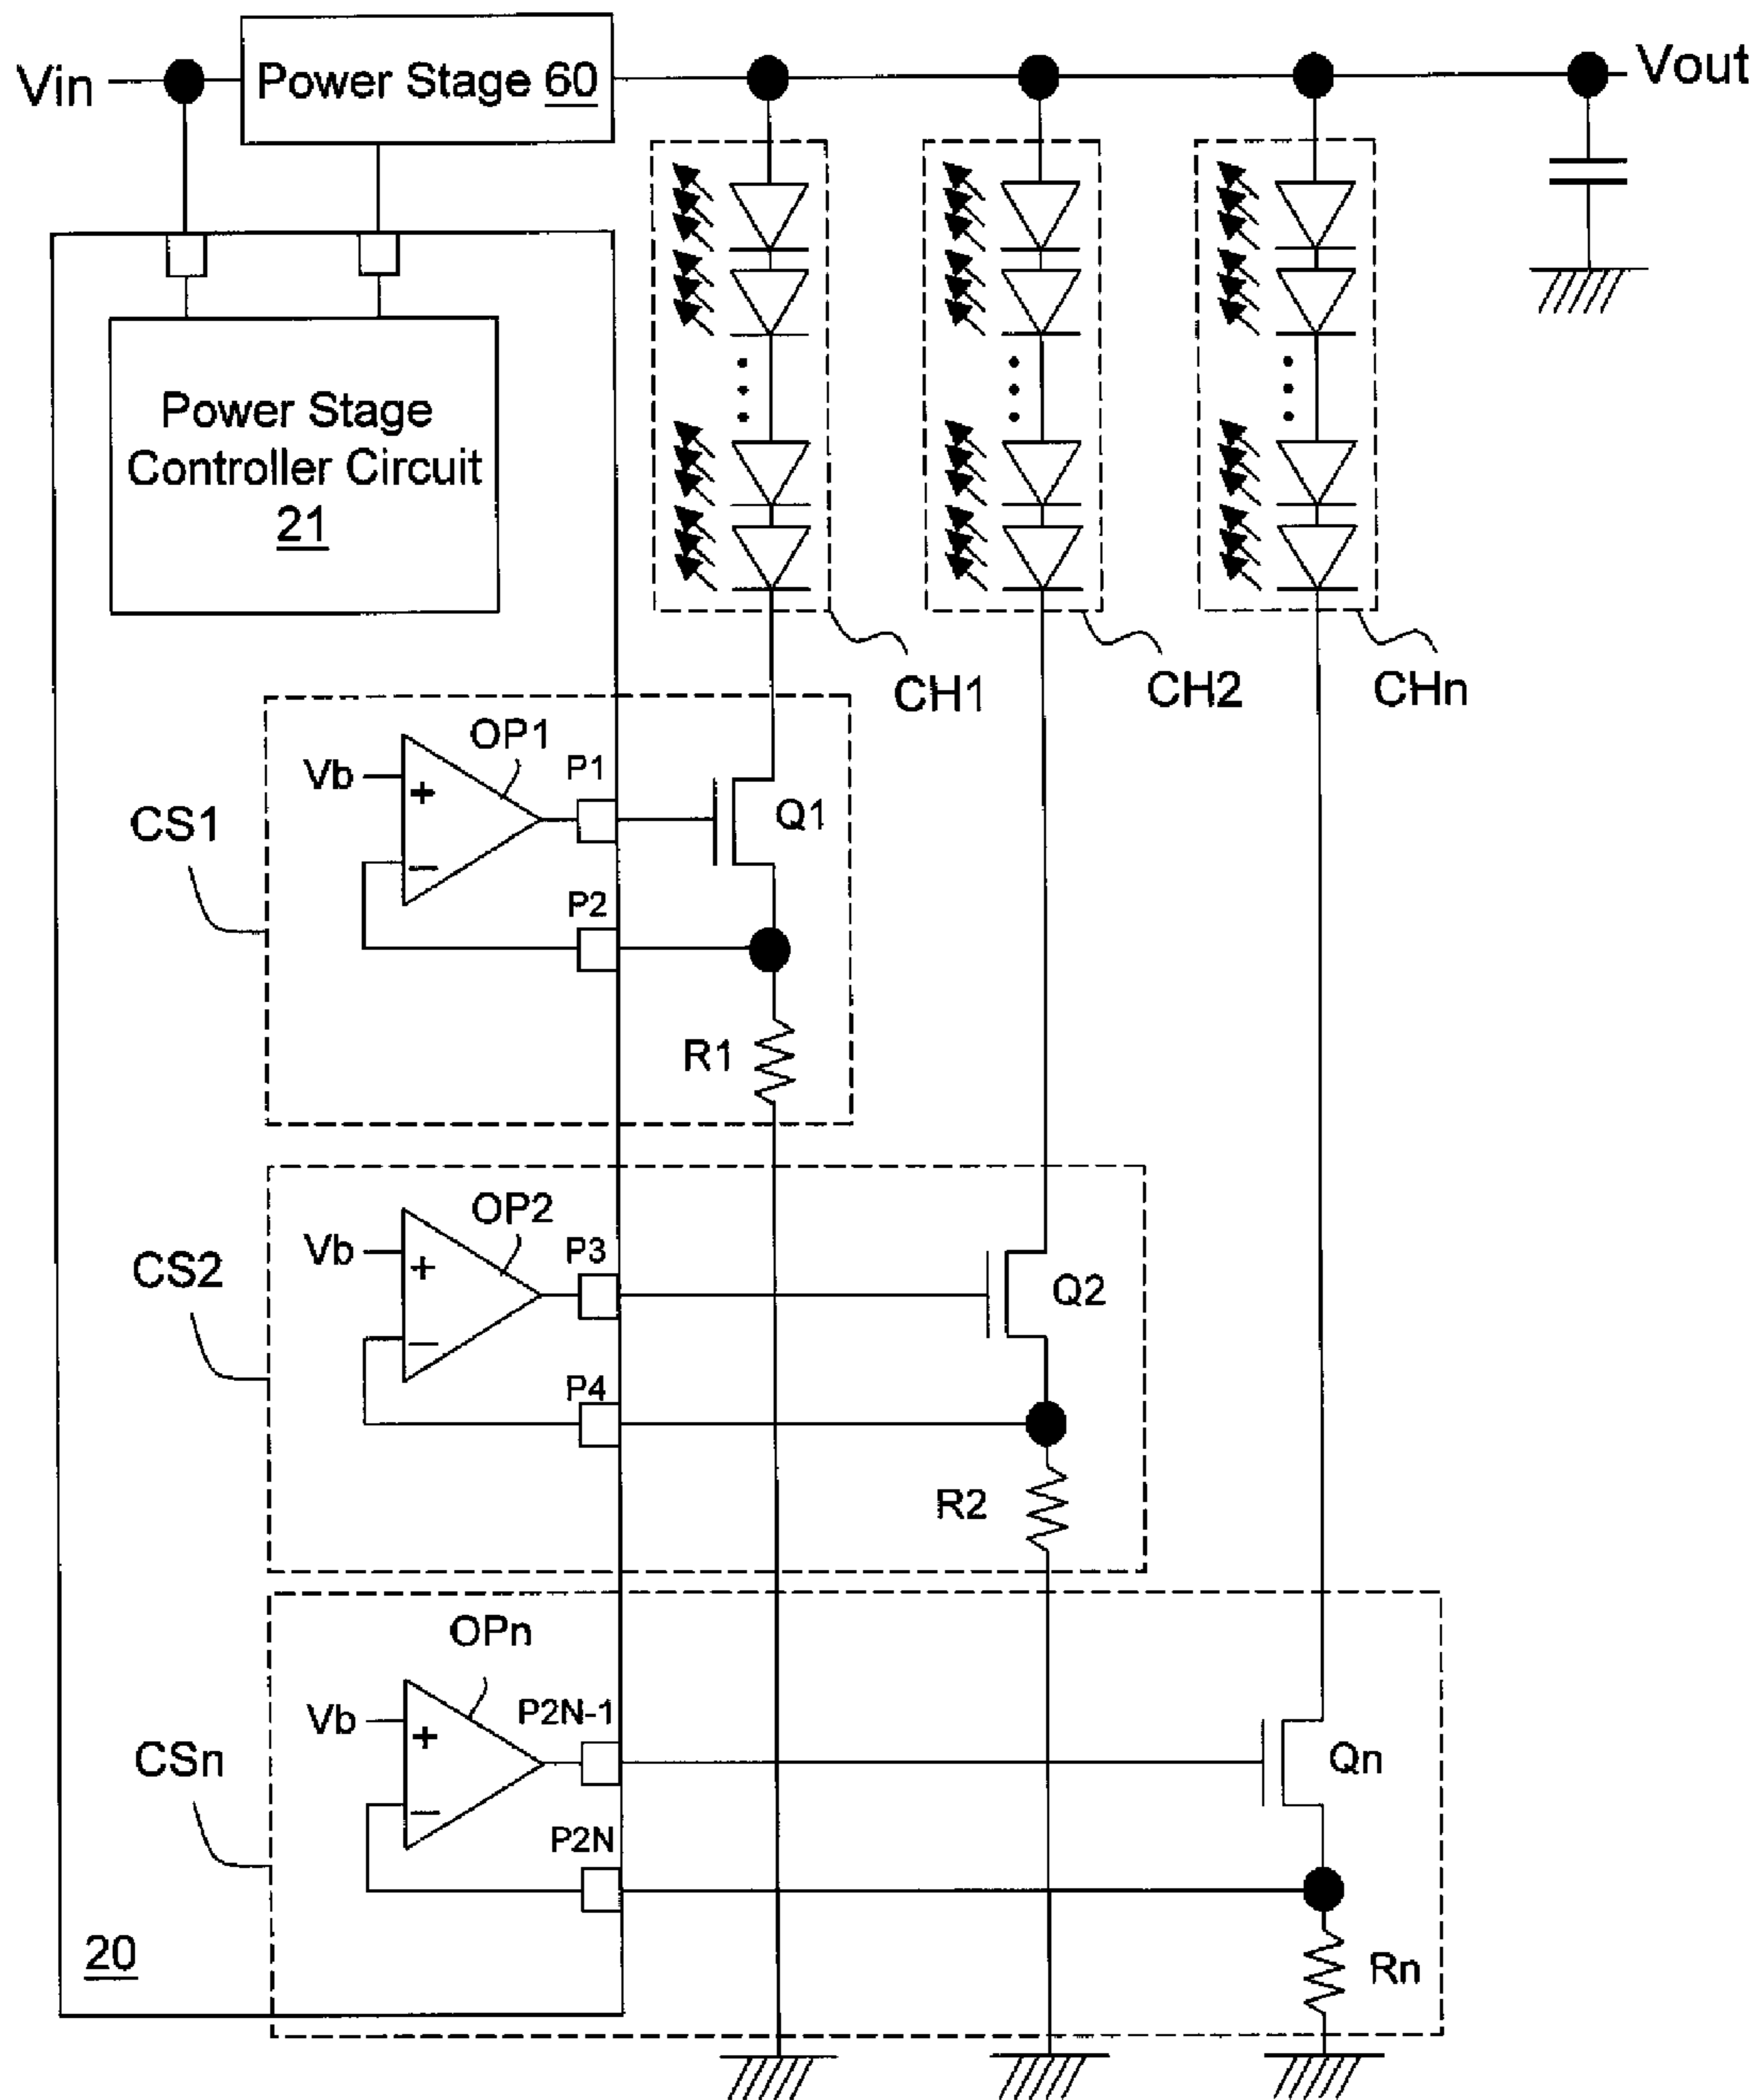 Vin
Power Stage 60
Vout
Power Stage
Controller Circuit
21
CH1
CH2
CHn
CS1
Vb
+
−
OP1
P1
Q1
P2
R1
CS2
Vb
+
−
OP2
P3
Q2
P4
R2
CSn
Vb
+
−
OPn
P2N-1
Qn
P2N
Rn
20